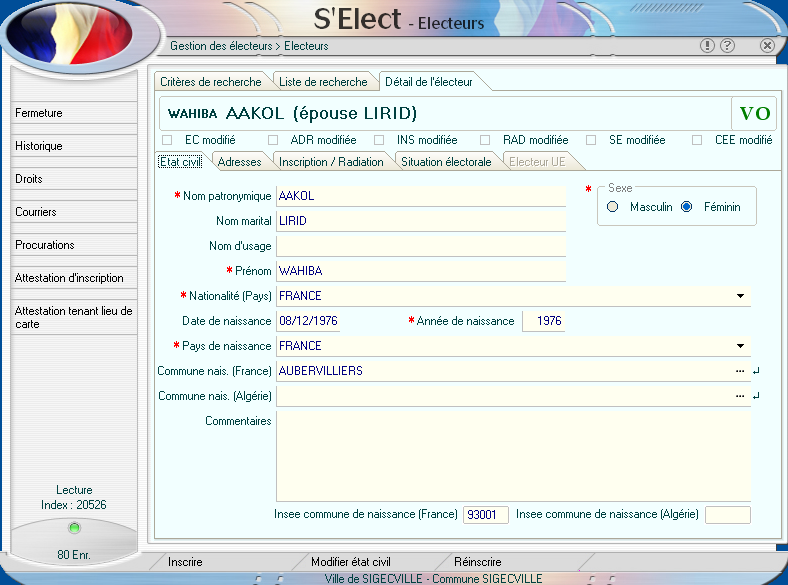 S'Elect - Electeurs
Gestion des électeurs > Electeurs
! ?
Fermeture
Historique
Droits
Courriers
Procurations
Attestation d'inscription
Attestation tenant lieu de
carte
Lecture
Index : 20526
80 Enr.
Critères de recherche Liste de recherche Détail de l'électeur
WAHIBA AAKOL (épouse LIRID) VO
EC modifié ADR modifiée INS modifiée RAD modifiée SE modifiée CEE modifié
Etat civil Adresses Inscription / Radiation Situation électorale Electeur UE
* Nom patronymique AAKOL
* Sexe
Masculin Féminin
Nom marital LIRID
Nom d'usage
* Prénom WAHIBA
* Nationalité (Pays) FRANCE
Date de naissance 08/12/1976 * Année de naissance 1976
* Pays de naissance FRANCE
Commune nais. (France) AUBERVILLIERS ...
Commune nais. (Algérie) ...
Commentaires
Insee commune de naissance (France) 93001 Insee commune de naissance (Algérie)
Inscrire Modifier état civil Réinscrire
Ville de SIGECVILLE - Commune SIGECVILLE